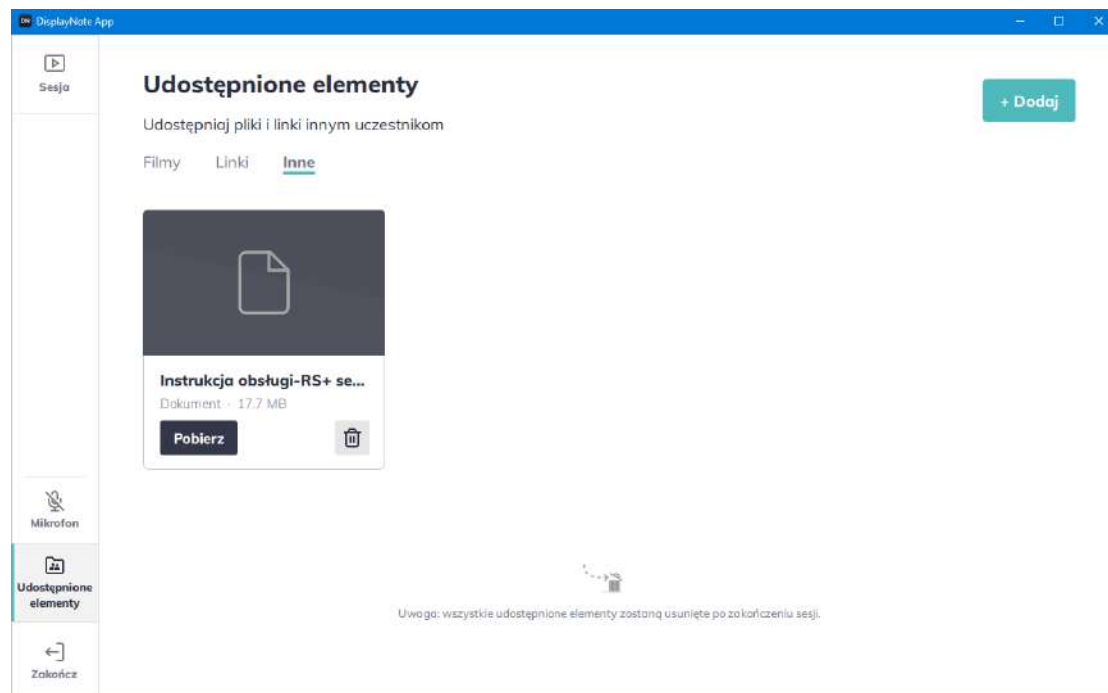 DN DisplayNote App
Sesja
Udostępnione elementy
+ Dodaj
Udostępniaj pliki i linki innym uczestnikom
Filmy Linki Inne
Instrukcja obsługi-RS+ se...
Dokument · 17.7 MB
Pobierz
Mikrofon
Udostępnione
elementy
Uwaga: wszystkie udostępnione elementy zostaną usunięte po zakończeniu sesji.
Zakończ